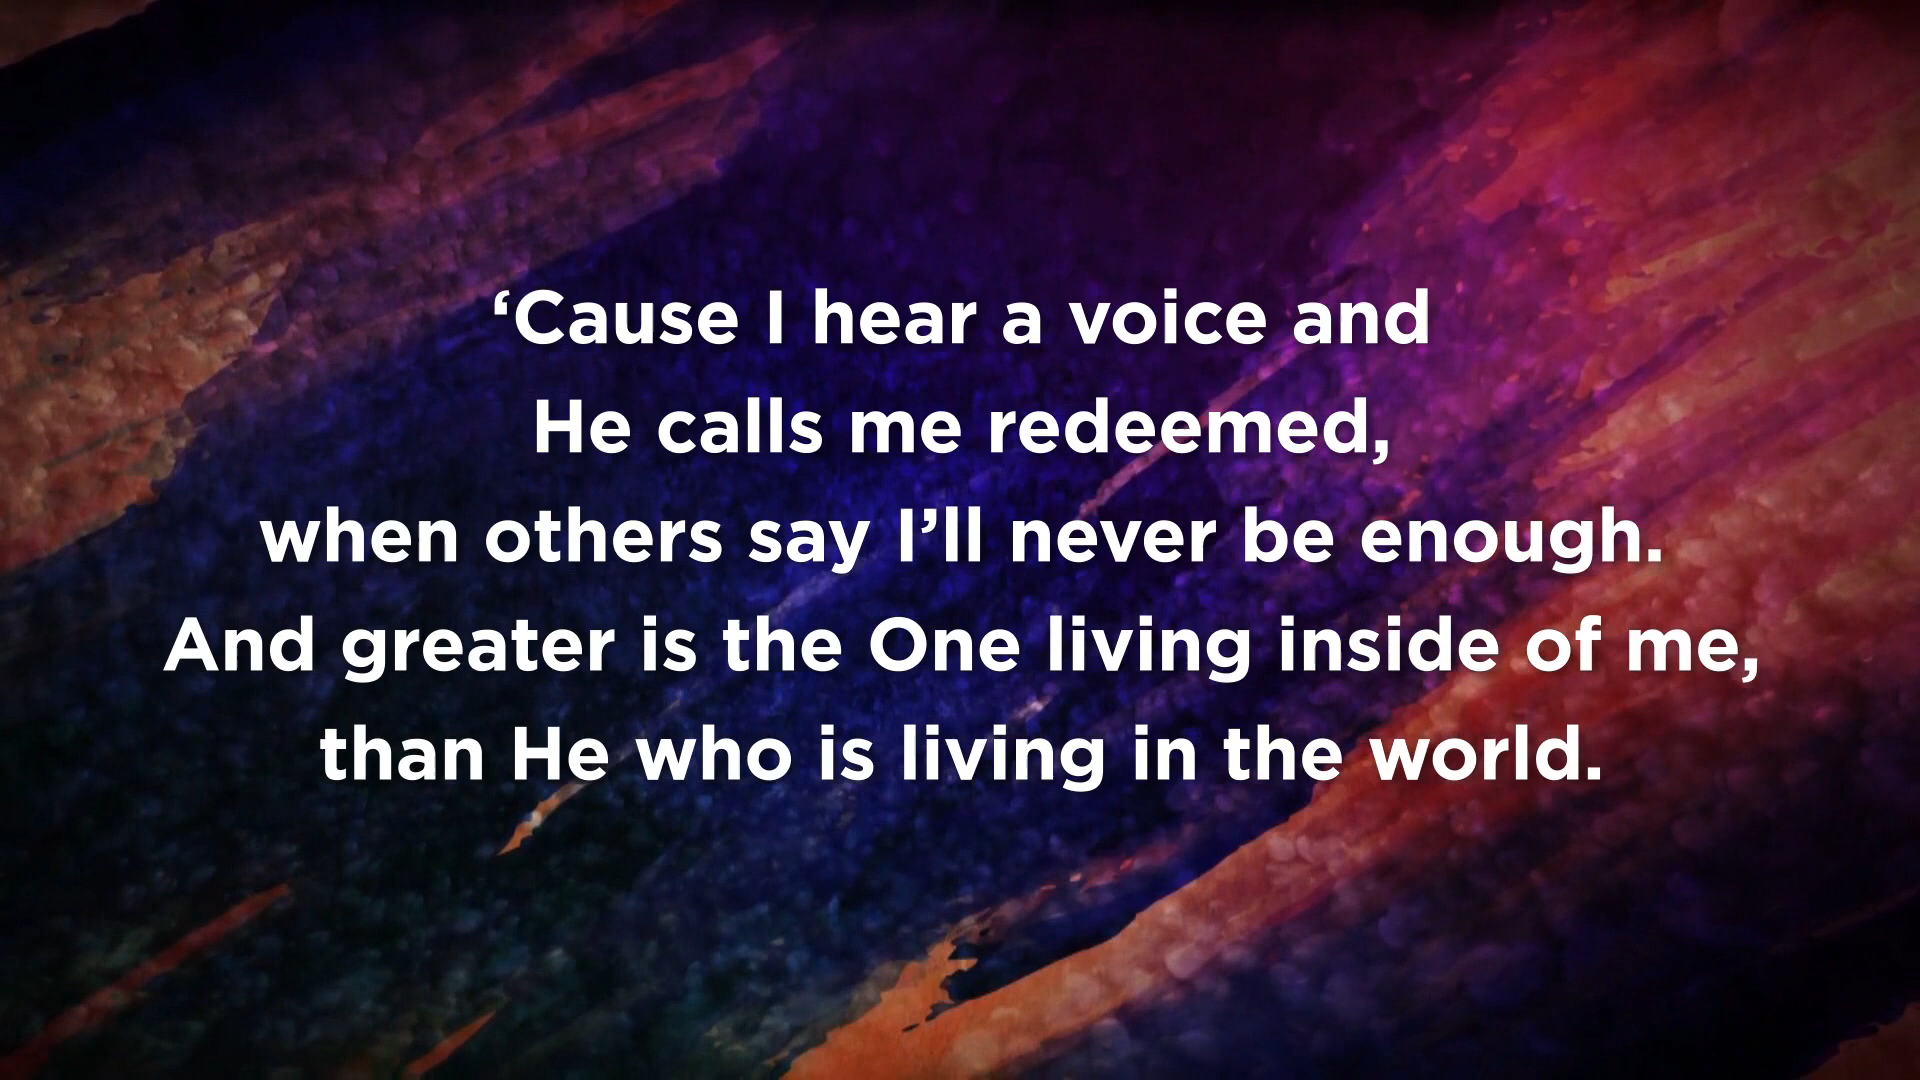 ‘Cause I hear a voice and
He calls me redeemed,
when others say I’ll never be enough.
And greater is the One living inside of me,
than He who is living in the world.